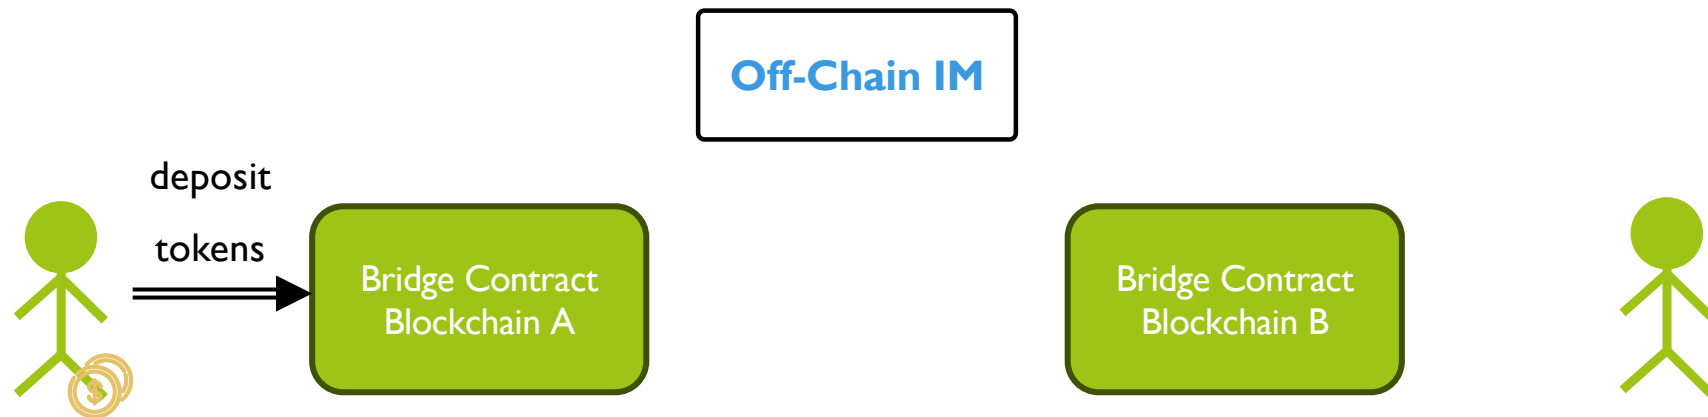 Off-Chain IM
deposit
tokens
Bridge Contract
Blockchain A
Bridge Contract
Blockchain B
$